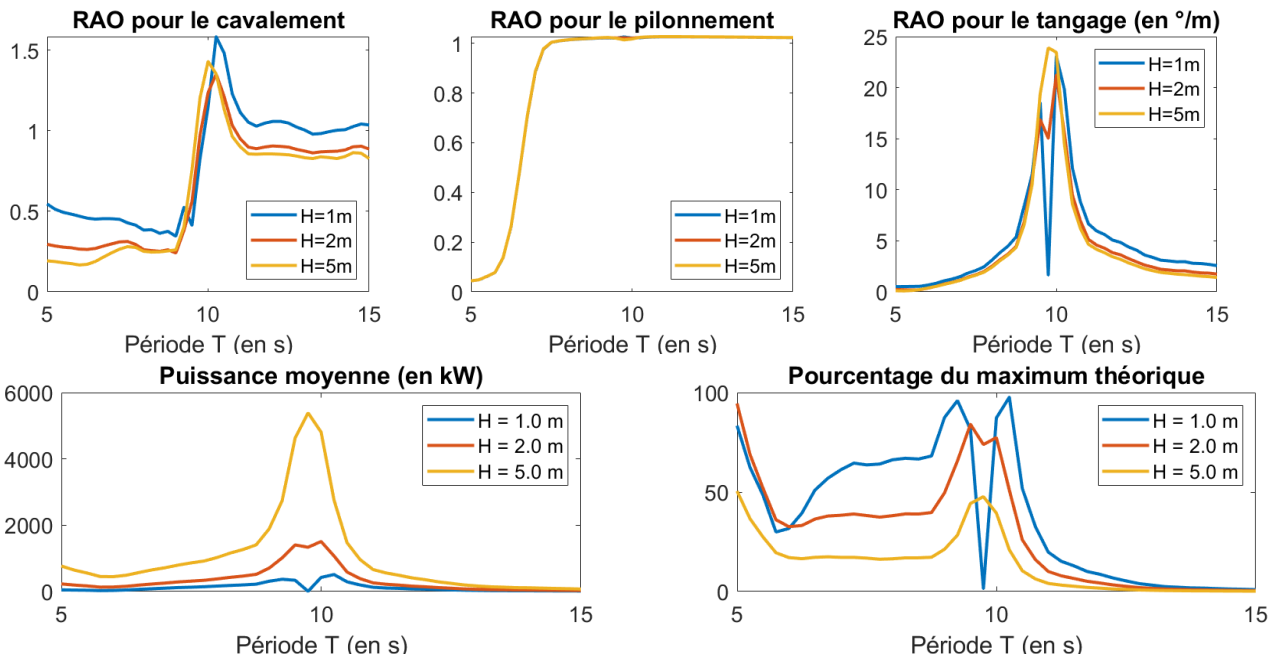 RAO pour le cavalement
1.5
1
0.5
0
5
10
15
H=1m
H=2m
H=5m
Période T (en s)
RAO pour le pilonnement
1
0.8
0.6
0.4
0.2
0
5
10
15
H=1m
H=2m
H=5m
Période T (en s)
RAO pour le tangage (en °/m)
25
20
15
10
5
0
5
10
15
H=1m
H=2m
H=5m
Période T (en s)
Puissance moyenne (en kW)
6000
4000
2000
0
5
10
15
H = 1.0 m
H = 2.0 m
H = 5.0 m
Période T (en s)
Pourcentage du maximum théorique
100
50
0
5
10
15
H = 1.0 m
H = 2.0 m
H = 5.0 m
Période T (en s)